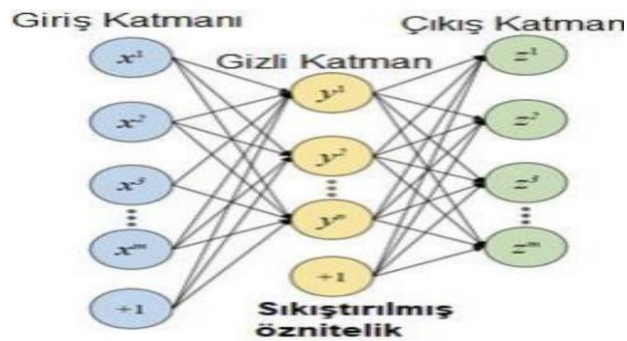 Giriş Katmanı
x¹
x²
x³
xᵐ
+1
Gizli Katman
y¹
y²
yⁿ
+1
Sıkıştırılmış
öznitelik
Çıkış Katman
z¹
z²
z³
zᵐ